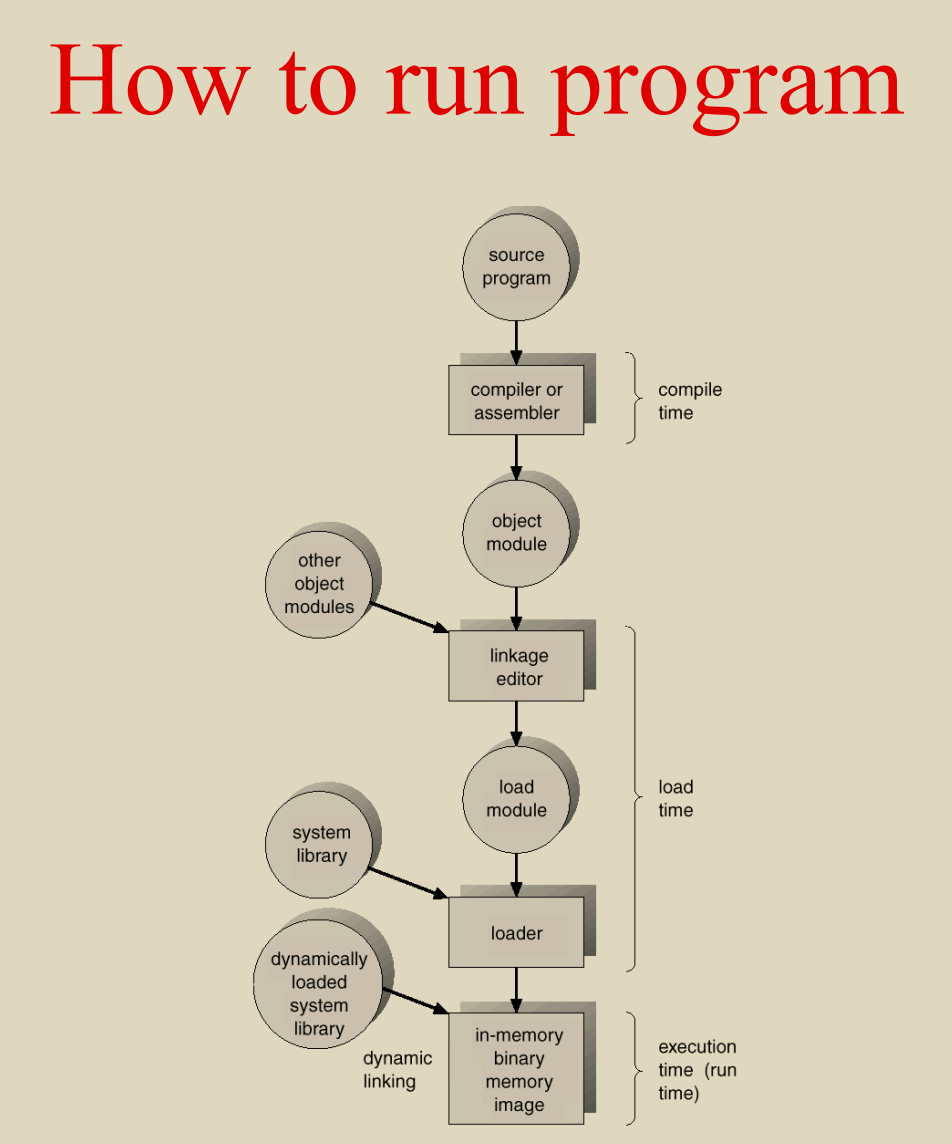 How to run program
source
program
compiler or
assembler
compile
time
object
module
other
object
modules
linkage
editor
load
module
load
time
system
library
loader
dynamically
loaded
system
library
dynamic
linking
in-memory
binary
memory
image
execution
time (run
time)